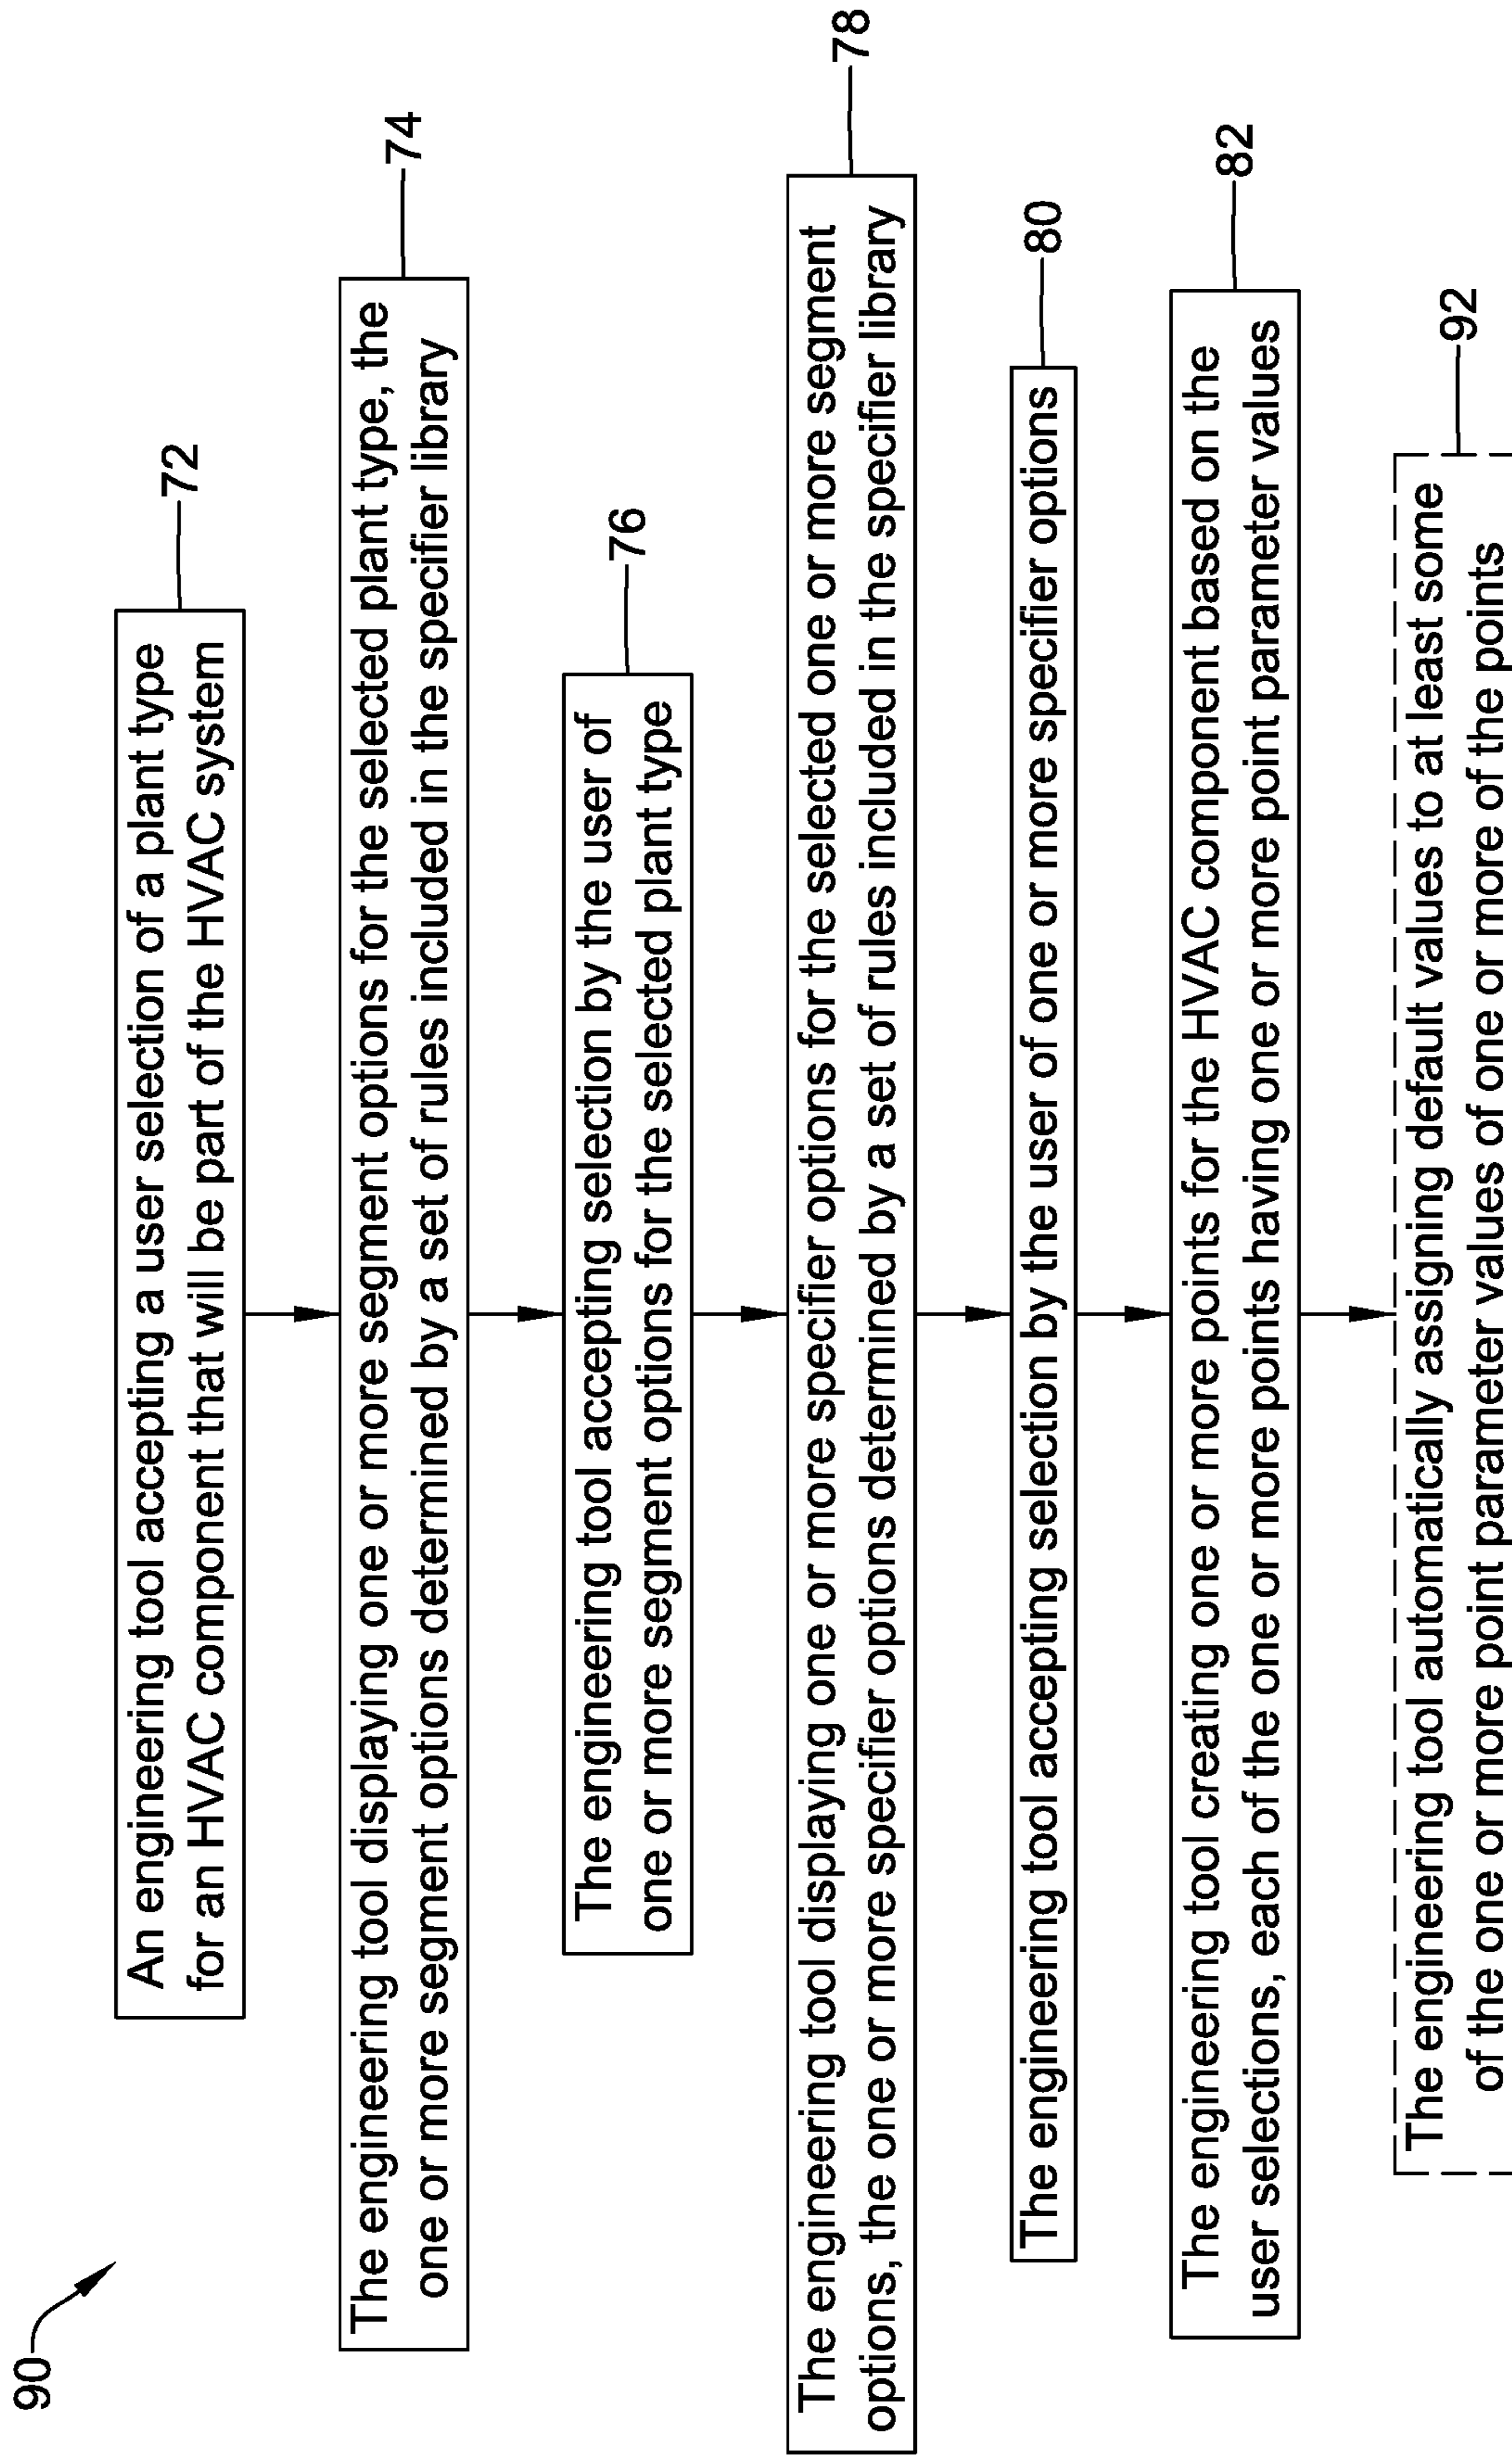 90
An engineering tool accepting a user selection of a plant type
for an HVAC component that will be part of the HVAC system
72
The engineering tool displaying one or more segment options for the selected plant type, the
one or more segment options determined by a set of rules included in the specifier library
74
The engineering tool accepting selection by the user of
one or more segment options for the selected plant type
76
The engineering tool displaying one or more specifier options for the selected one or more segment
options, the one or more specifier options determined by a set of rules included in the specifier library
78
The engineering tool accepting selection by the user of one or more specifier options
80
The engineering tool creating one or more points for the HVAC component based on the
user selections, each of the one or more points having one or more point parameter values
82
The engineering tool automatically assigning default values to at least some
of the one or more point parameter values of one or more of the points
92